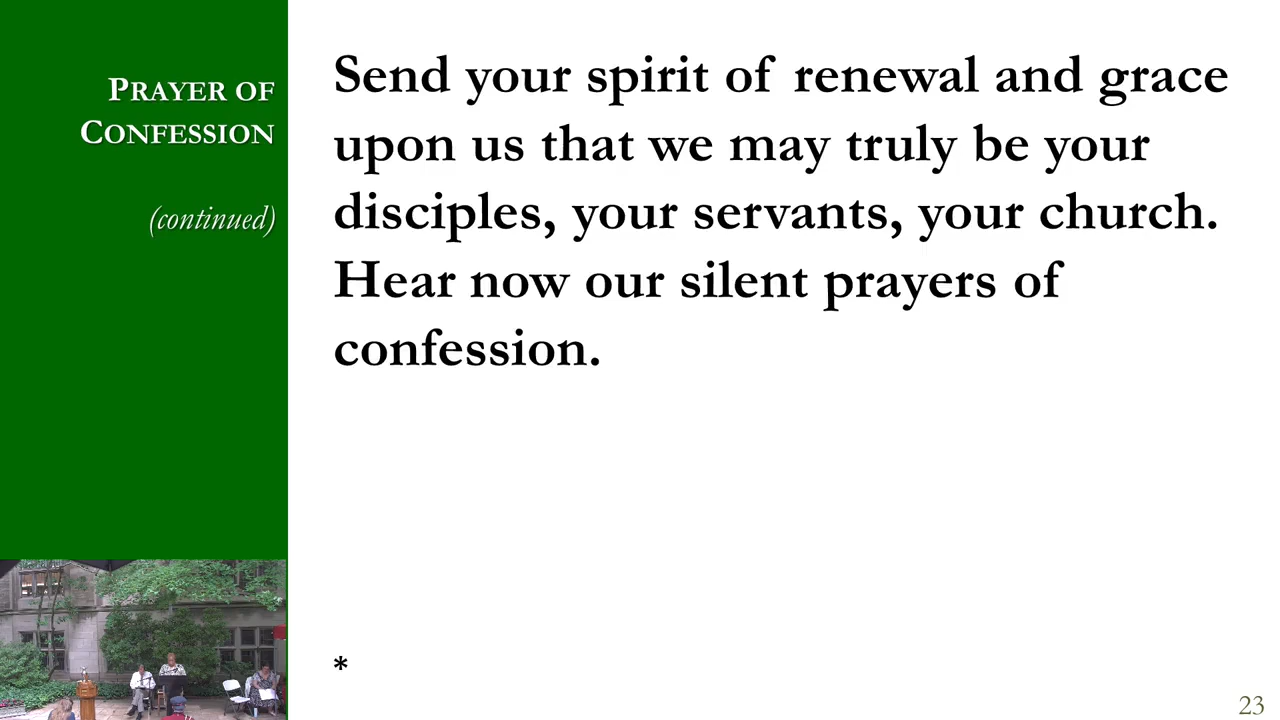 PRAYER OF
CONFESSION
(continued)
Send your spirit of renewal and grace
upon us that we may truly be your
disciples, your servants, your church.
Hear now our silent prayers of
confession.
*
23